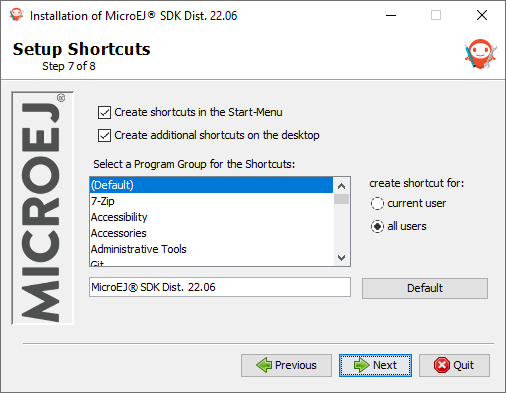 Installation of MicroEJ® SDK Dist. 22.06
Setup Shortcuts
Step 7 of 8
MICROEJ®
Create shortcuts in the Start-Menu
Create additional shortcuts on the desktop
Select a Program Group for the Shortcuts:
(Default)
7-Zip
Accessibility
Accessories
Administrative Tools
Git
create shortcut for:
current user
all users
MicroEJ® SDK Dist. 22.06
Default
Previous
Next
Quit